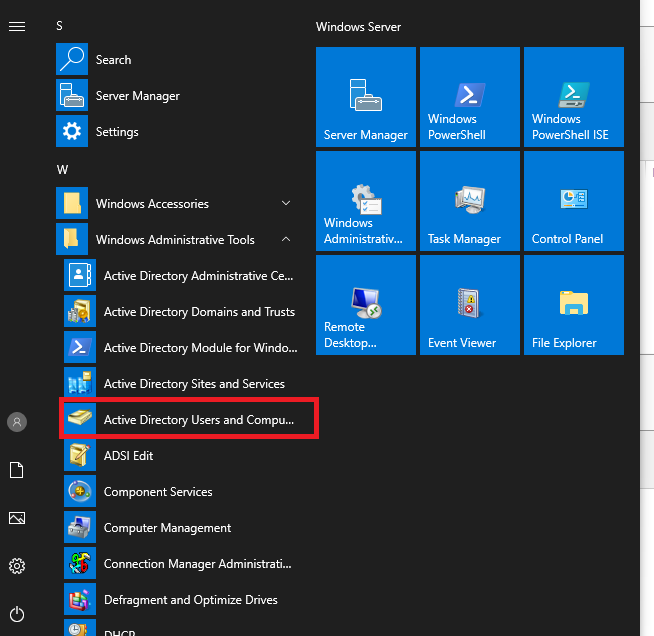 S
Search
Server Manager
Settings
W
Windows Accessories
Windows Administrative Tools
Active Directory Administrative Ce...
Active Directory Domains and Trusts
Active Directory Module for Windo...
Active Directory Sites and Services
Active Directory Users and Compu...
ADSI Edit
Component Services
Computer Management
Connection Manager Administrati...
Defragment and Optimize Drives
DHCP
Windows Server
Server Manager
Windows
PowerShell
Windows
PowerShell ISE
Windows
Administrativ...
Task Manager
Control Panel
Remote
Desktop...
Event Viewer
File Explorer